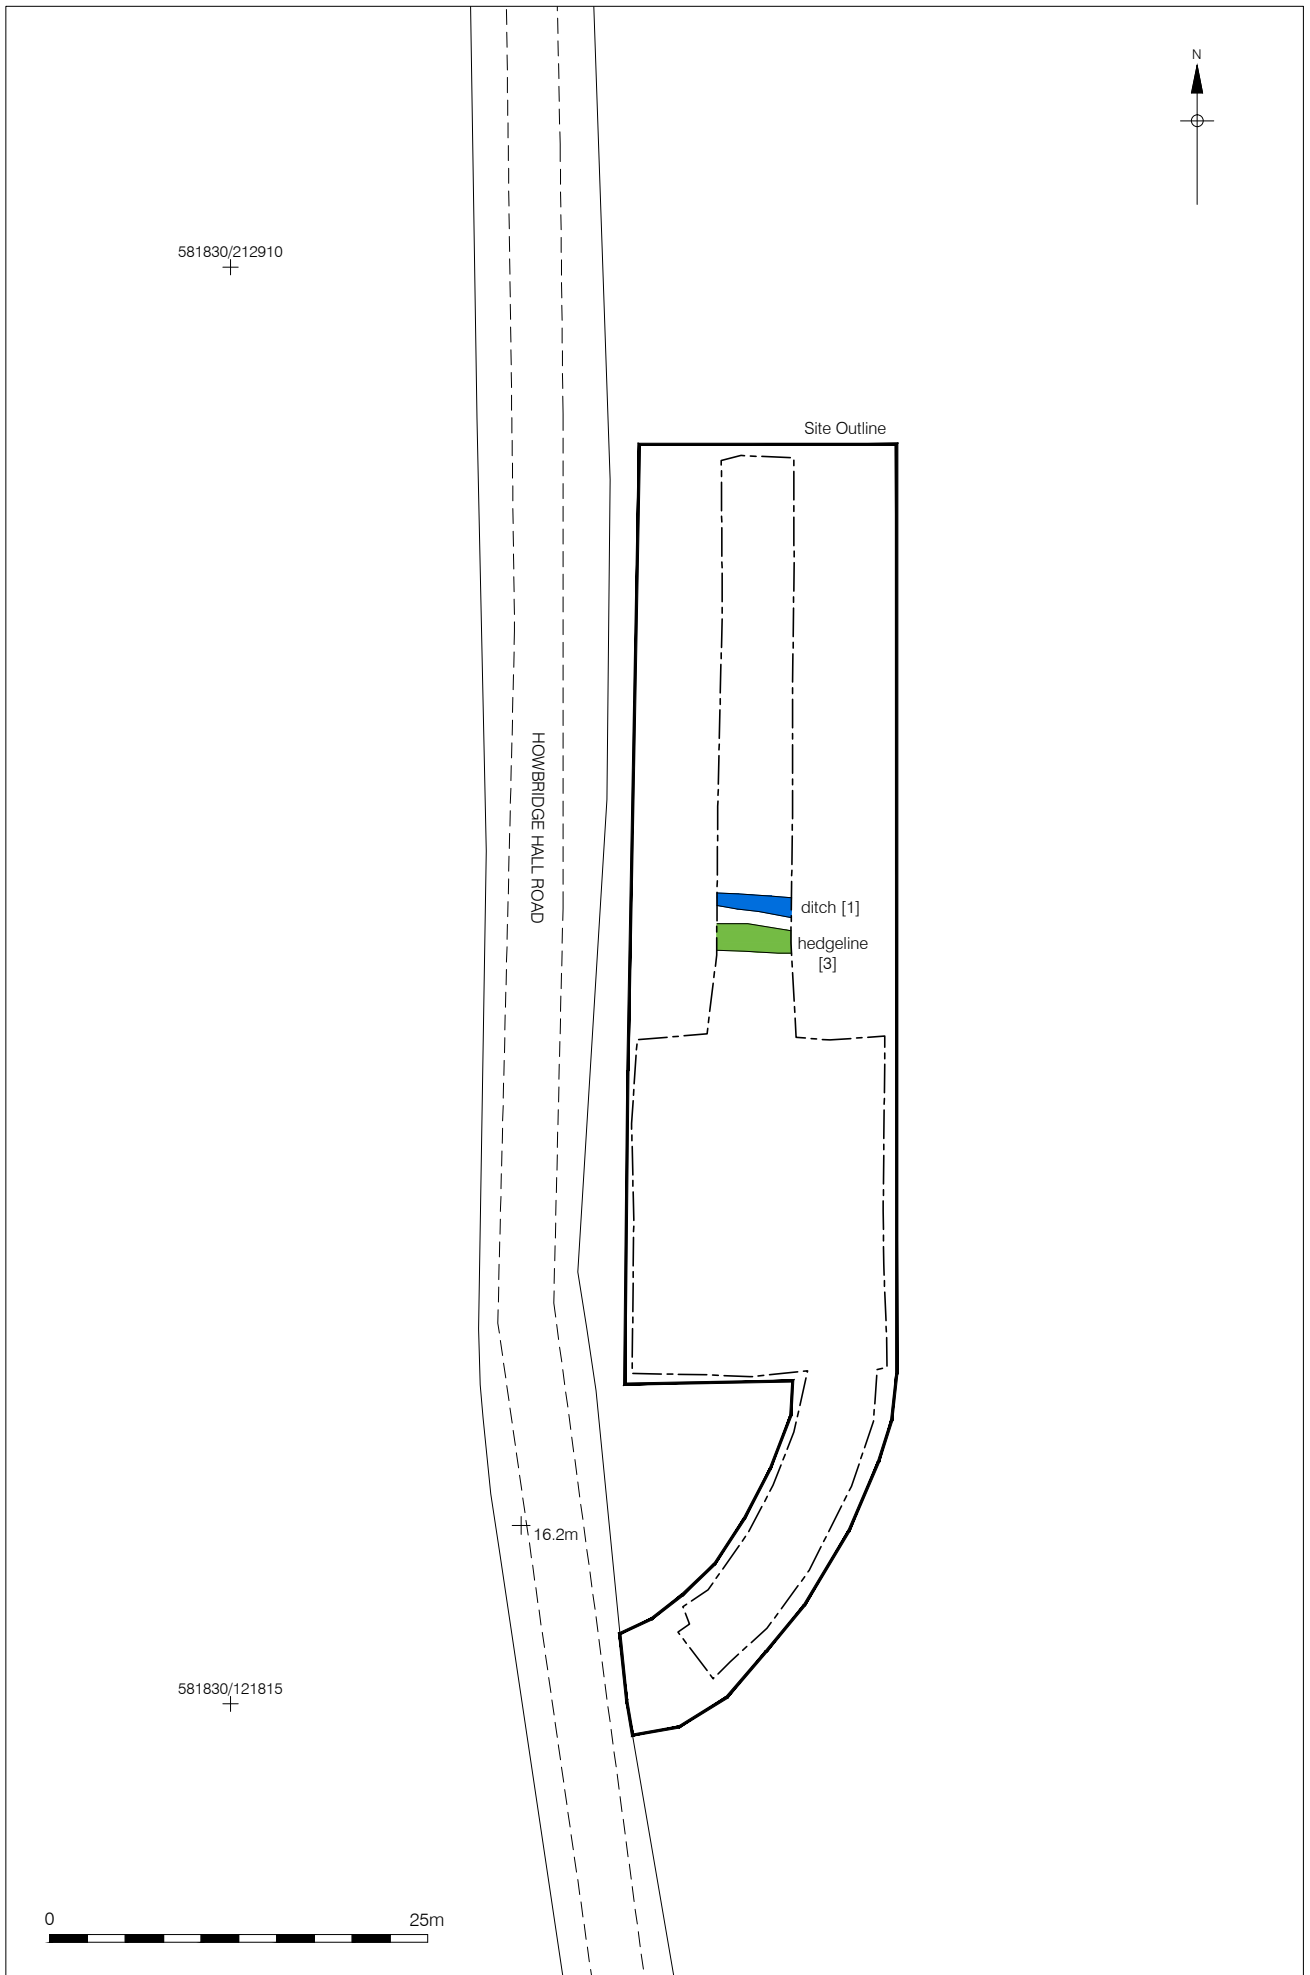 N
581830/212910
Site Outline
HOWBRIDGE HALL ROAD
ditch [1]
hedgeline
[3]
16.2m
581830/121815
0
25m